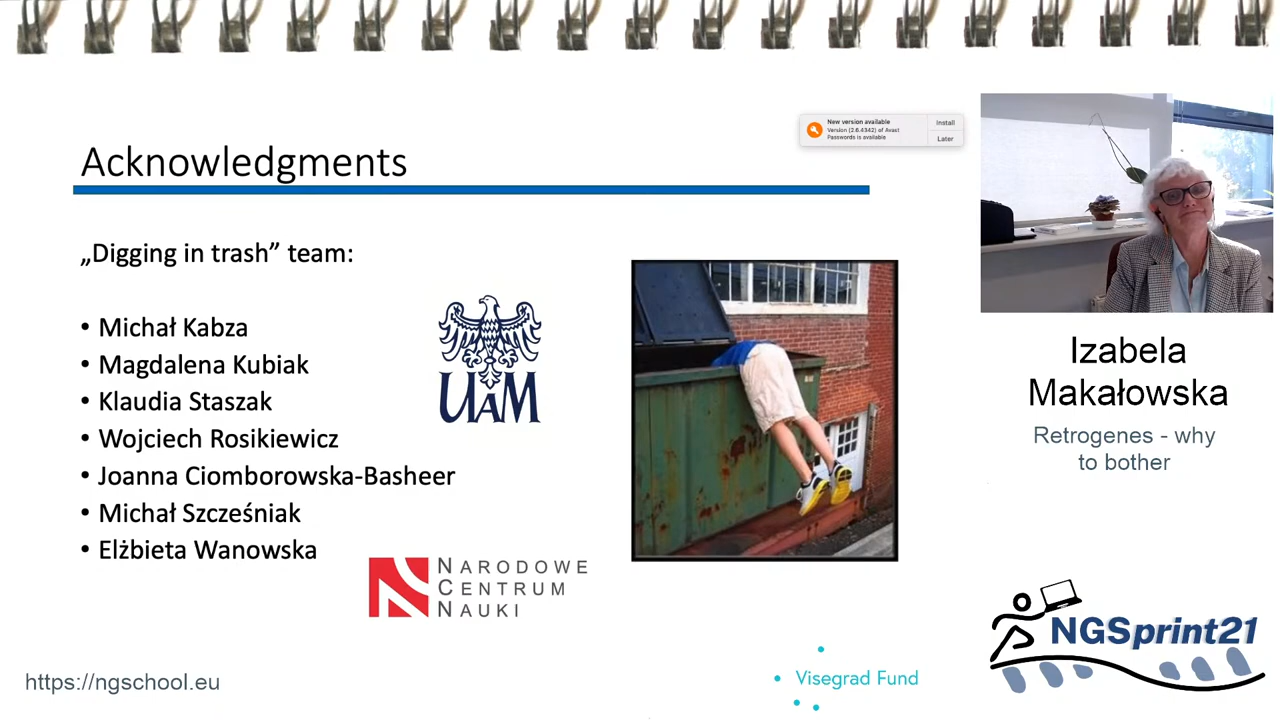 New version available
Version (2.6.4342) of Avast
Passwords is available
Install
Later
Acknowledgments
„Digging in trash” team:
• Michał Kabza
• Magdalena Kubiak
• Klaudia Staszak
• Wojciech Rosikiewicz
• Joanna Ciomborowska-Basheer
• Michał Szcześniak
• Elżbieta Wanowska
UAM
NARODOWE
CENTRUM
NAUKI
Izabela
Makałowska
Retrogenes - why
to bother
NGSprint21
https://ngschool.eu
Visegrad Fund